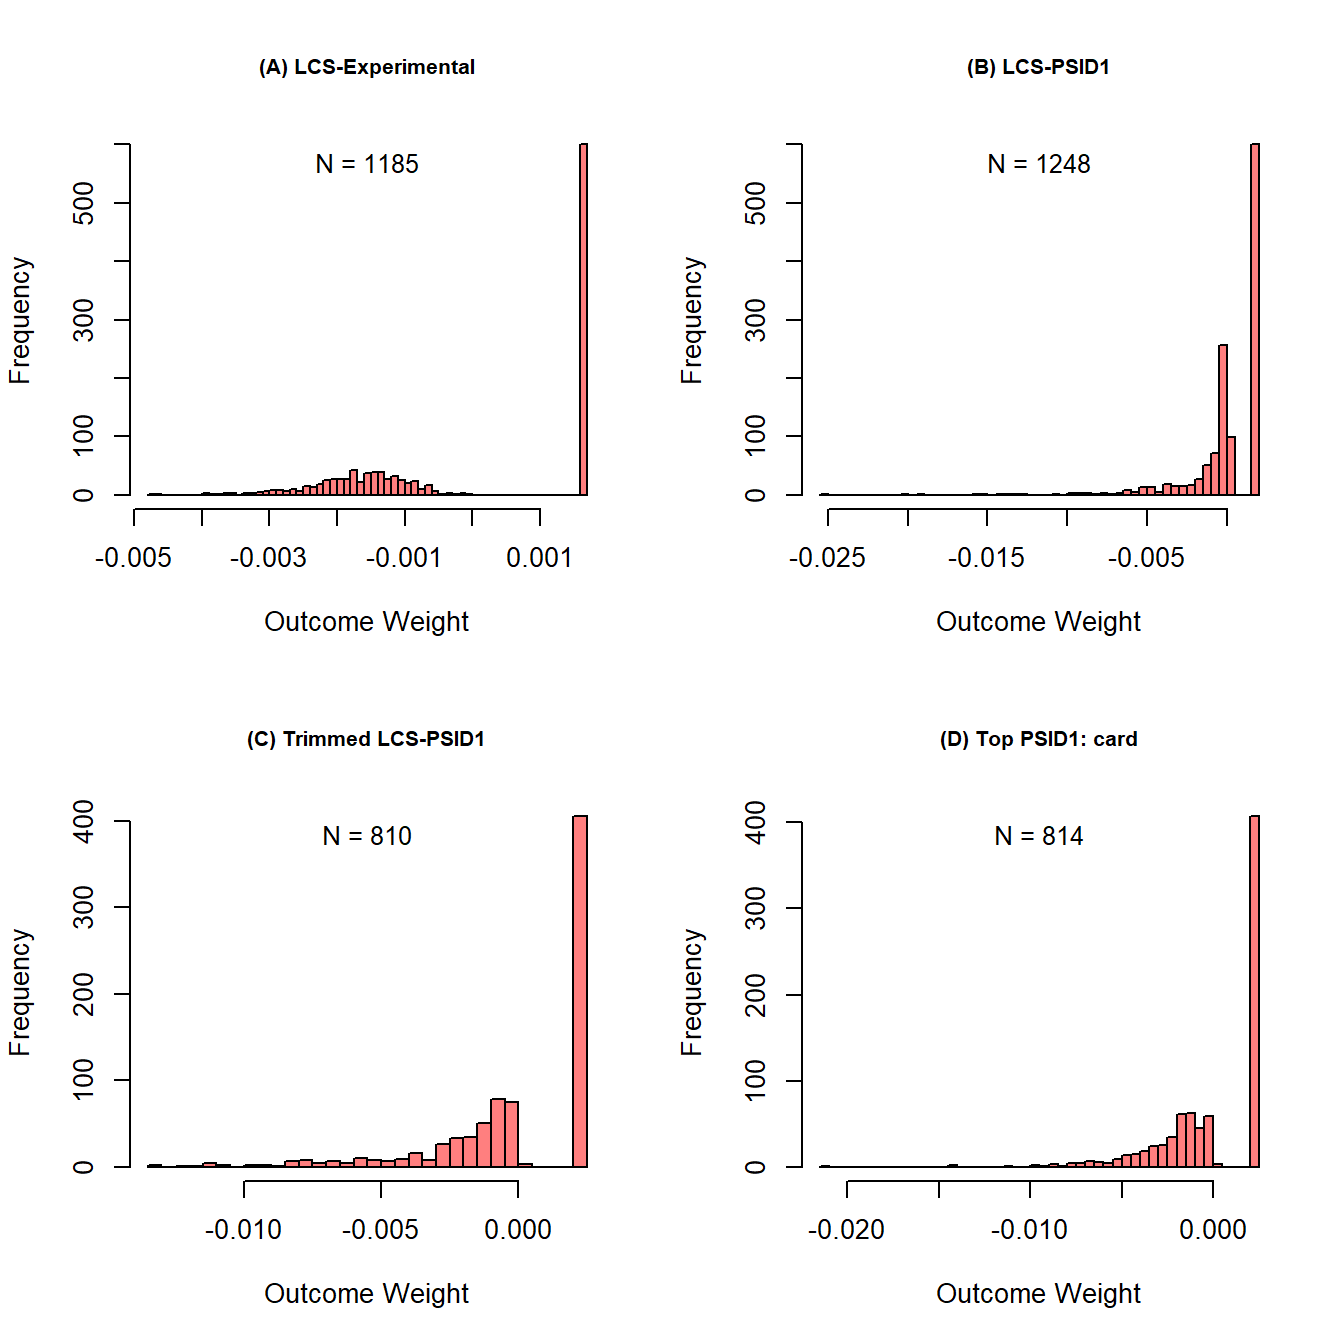 (A) LCS-Experimental
N = 1185
Frequency
500
300
100
0
-0.005 -0.003 -0.001 0.001
Outcome Weight
(B) LCS-PSID1
N = 1248
Frequency
500
300
100
0
-0.025 -0.015 -0.005
Outcome Weight
(C) Trimmed LCS-PSID1
N = 810
Frequency
400
300
200
100
0
-0.010 -0.005 0.000
Outcome Weight
(D) Top PSID1: card
N = 814
Frequency
400
300
200
100
0
-0.020 -0.010 0.000
Outcome Weight